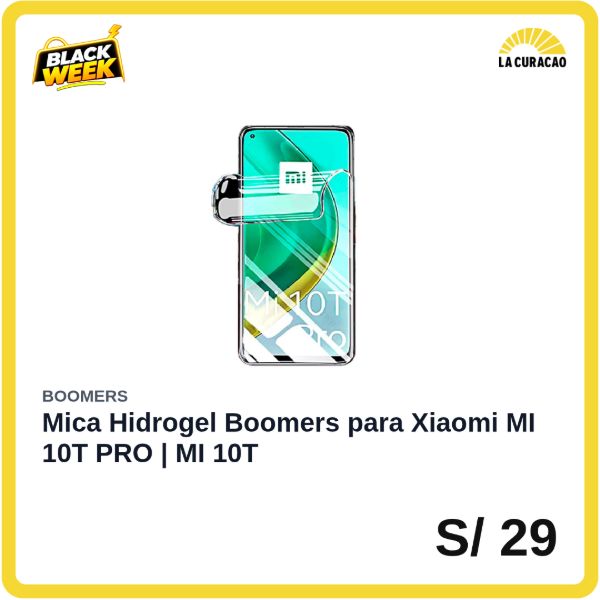 BLACK
WEEK
LA CURACAO
mi
Mi 10T
Pro
BOOMERS
Mica Hidrogel Boomers para Xiaomi MI
10T PRO | MI 10T
S/ 29